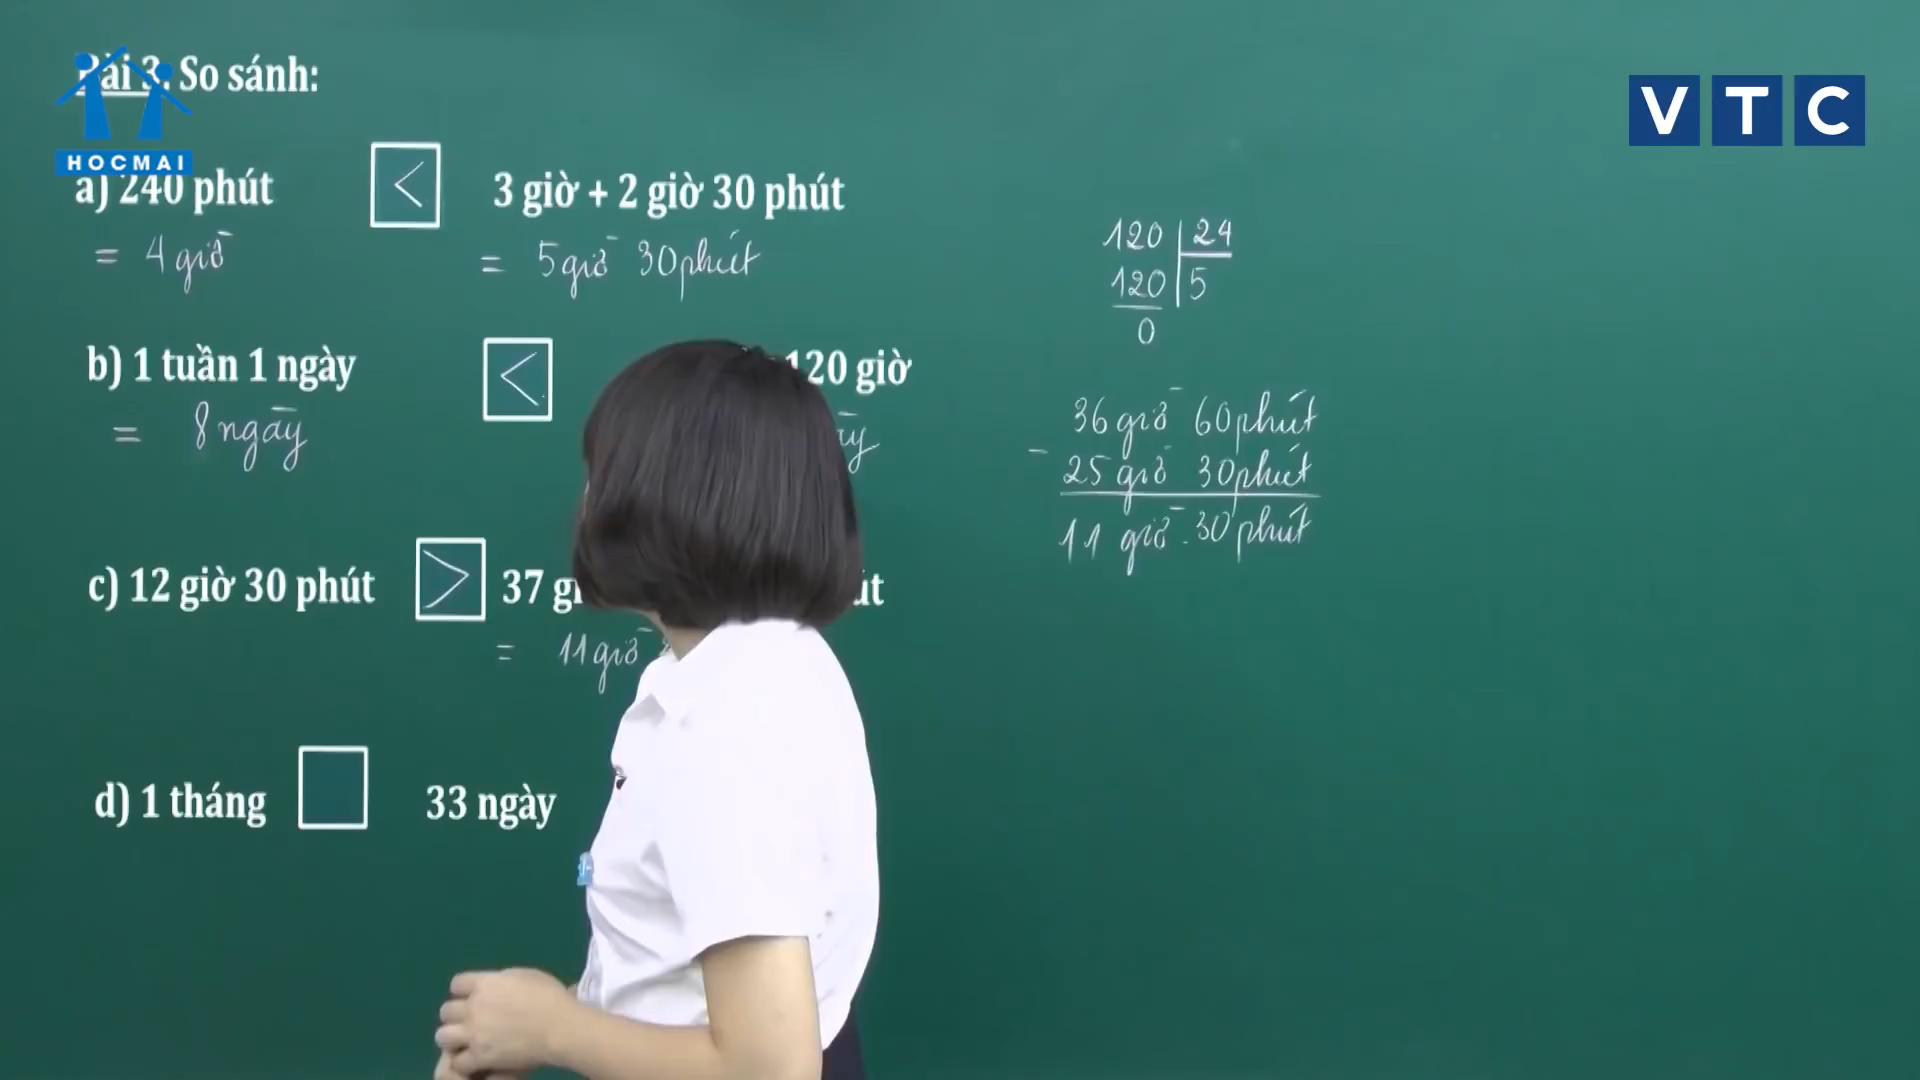 Bài 3. So sánh:
HOCMAI
VTC
a) 240 phút < 3 giờ + 2 giờ 30 phút
= 4 giờ = 5 giờ 30 phút
120 24
120 5
0
b) 1 tuần 1 ngày < 120 giờ
= 8 ngày
36 giờ 60 phút
- 25 giờ 30 phút
11 giờ 30 phút
c) 12 giờ 30 phút > 37
= 11 giờ
d) 1 tháng 33 ngày